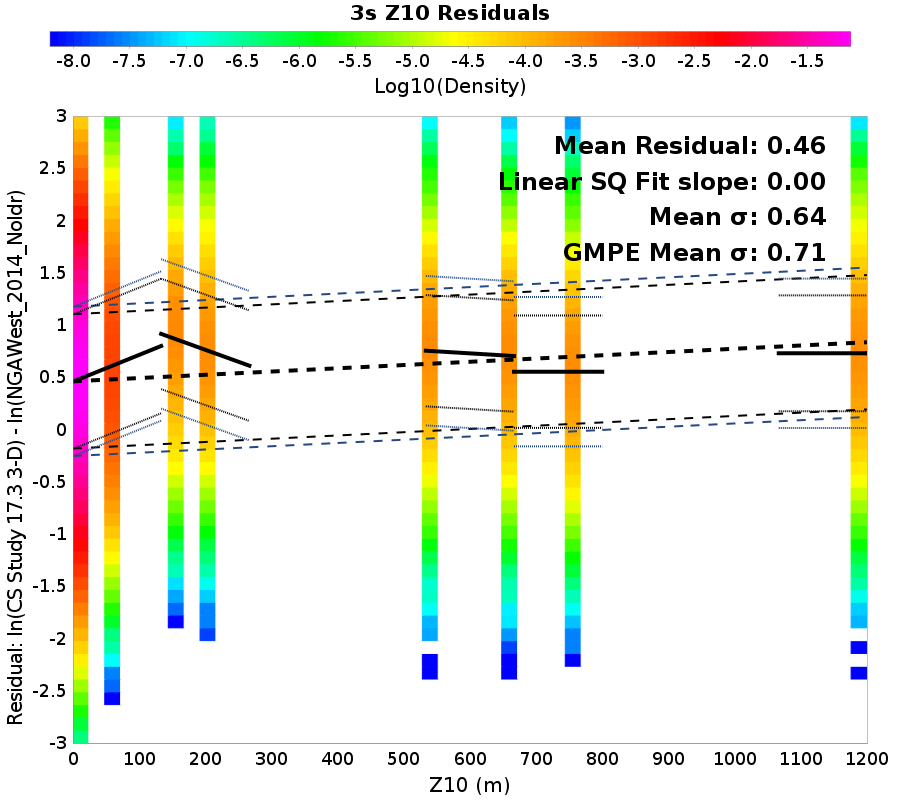 3s Z10 Residuals
-8.0 -7.5 -7.0 -6.5 -6.0 -5.5 -5.0 -4.5 -4.0 -3.5 -3.0 -2.5 -2.0 -1.5
Log10(Density)
Mean Residual: 0.46
Linear SQ Fit slope: 0.00
Mean σ: 0.64
GMPE Mean σ: 0.71
Residual: ln(CS Study 17.3 3-D) - ln(NGAWest_2014_NoIdr)
3
2.5
2
1.5
1
0.5
0
-0.5
-1
-1.5
-2
-2.5
-3
0 100 200 300 400 500 600 700 800 900 1000 1100 1200
Z10 (m)